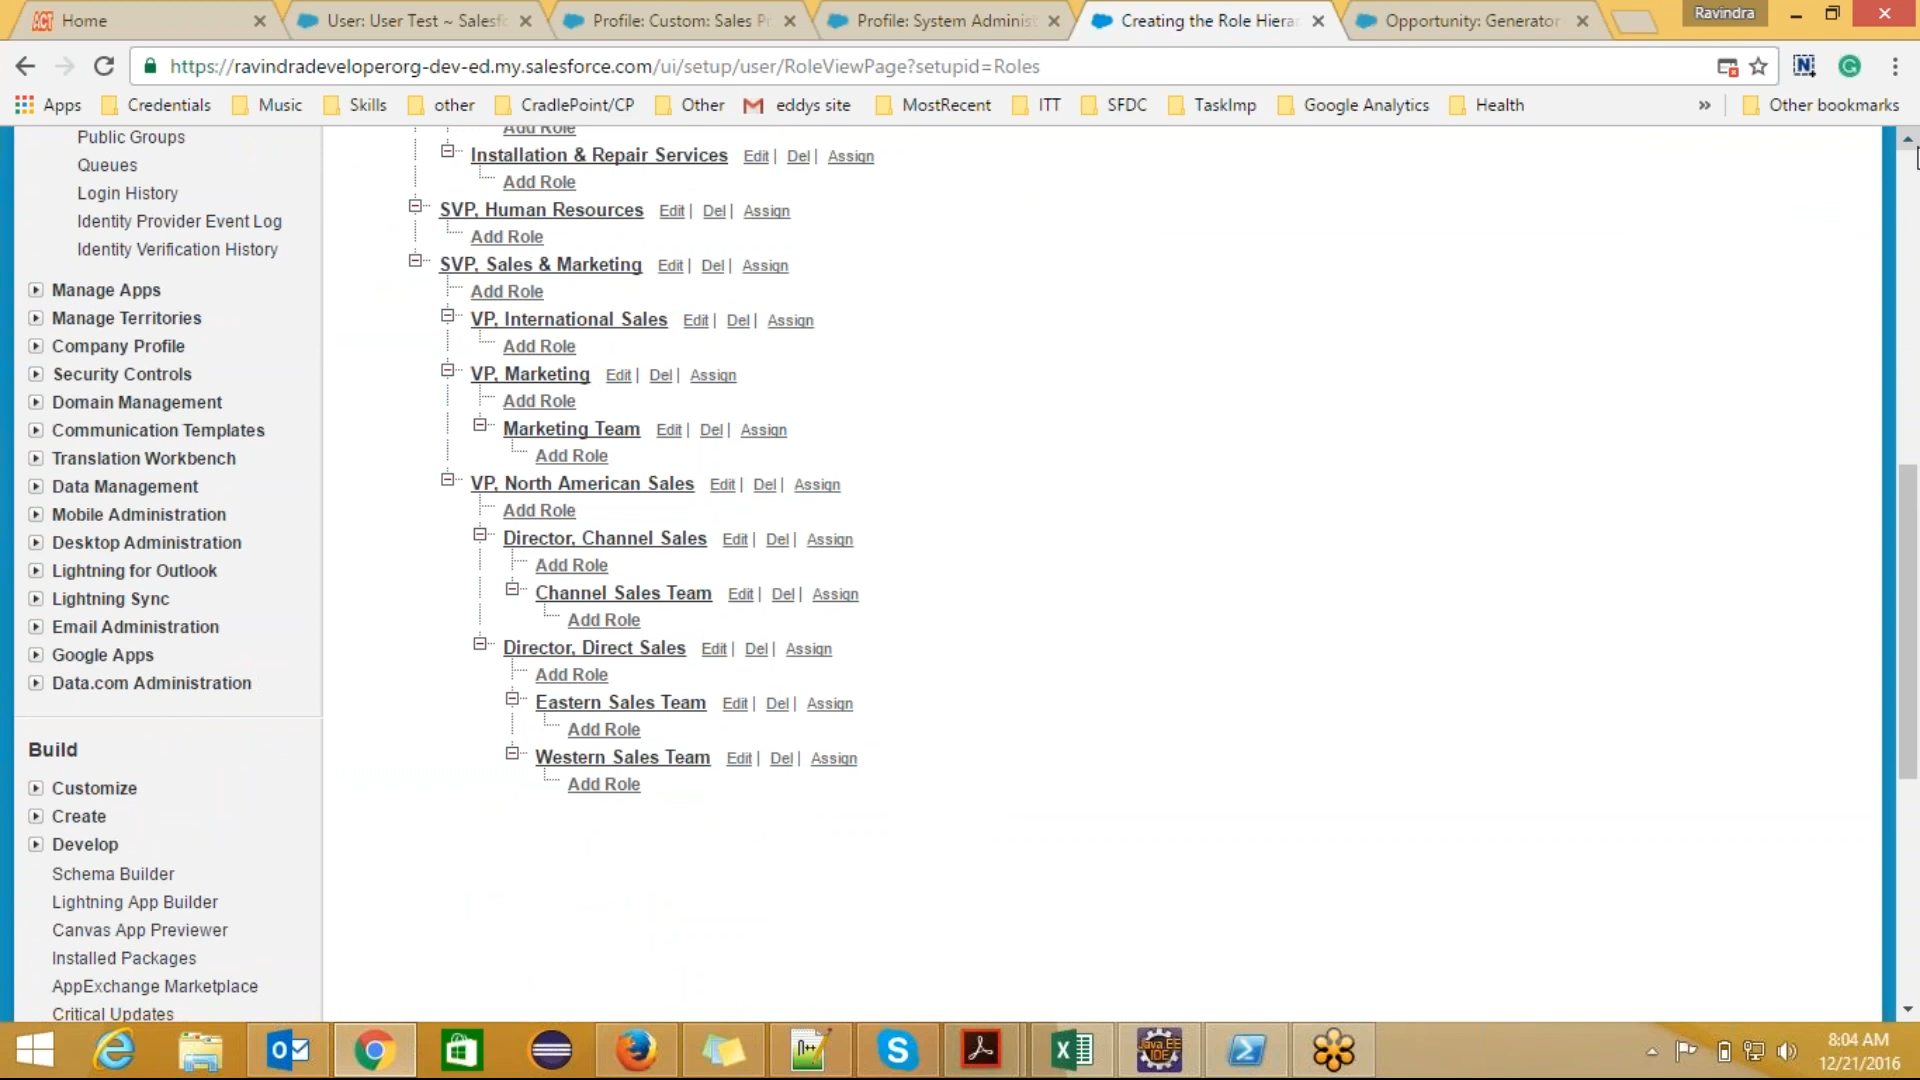 Home
User: User Test ~ Salesf
Profile: Custom: Sales P
Profile: System Adminis
Creating the Role Hiera
Opportunity: Generator
Ravindra
https://ravindradeveloperorg-dev-ed.my.salesforce.com/ui/setup/user/RoleViewPage?setupid=Roles
Apps Credentials Music Skills other CradlePoint/CP Other eddys site MostRecent ITT SFDC TaskImp Google Analytics Health » Other bookmarks
Public Groups
Queues
Login History
Identity Provider Event Log
Identity Verification History
Manage Apps
Manage Territories
Company Profile
Security Controls
Domain Management
Communication Templates
Translation Workbench
Data Management
Mobile Administration
Desktop Administration
Lightning for Outlook
Lightning Sync
Email Administration
Google Apps
Data.com Administration
Build
Customize
Create
Develop
Schema Builder
Lightning App Builder
Canvas App Previewer
Installed Packages
AppExchange Marketplace
Critical Updates
Add Role
Installation & Repair Services Edit | Del | Assign
Add Role
SVP, Human Resources Edit | Del | Assign
Add Role
SVP, Sales & Marketing Edit | Del | Assign
Add Role
VP, International Sales Edit | Del | Assign
Add Role
VP, Marketing Edit | Del | Assign
Add Role
Marketing Team Edit | Del | Assign
Add Role
VP, North American Sales Edit | Del | Assign
Add Role
Director, Channel Sales Edit | Del | Assign
Add Role
Channel Sales Team Edit | Del | Assign
Add Role
Director, Direct Sales Edit | Del | Assign
Add Role
Eastern Sales Team Edit | Del | Assign
Add Role
Western Sales Team Edit | Del | Assign
Add Role
8:04 AM
12/21/2016